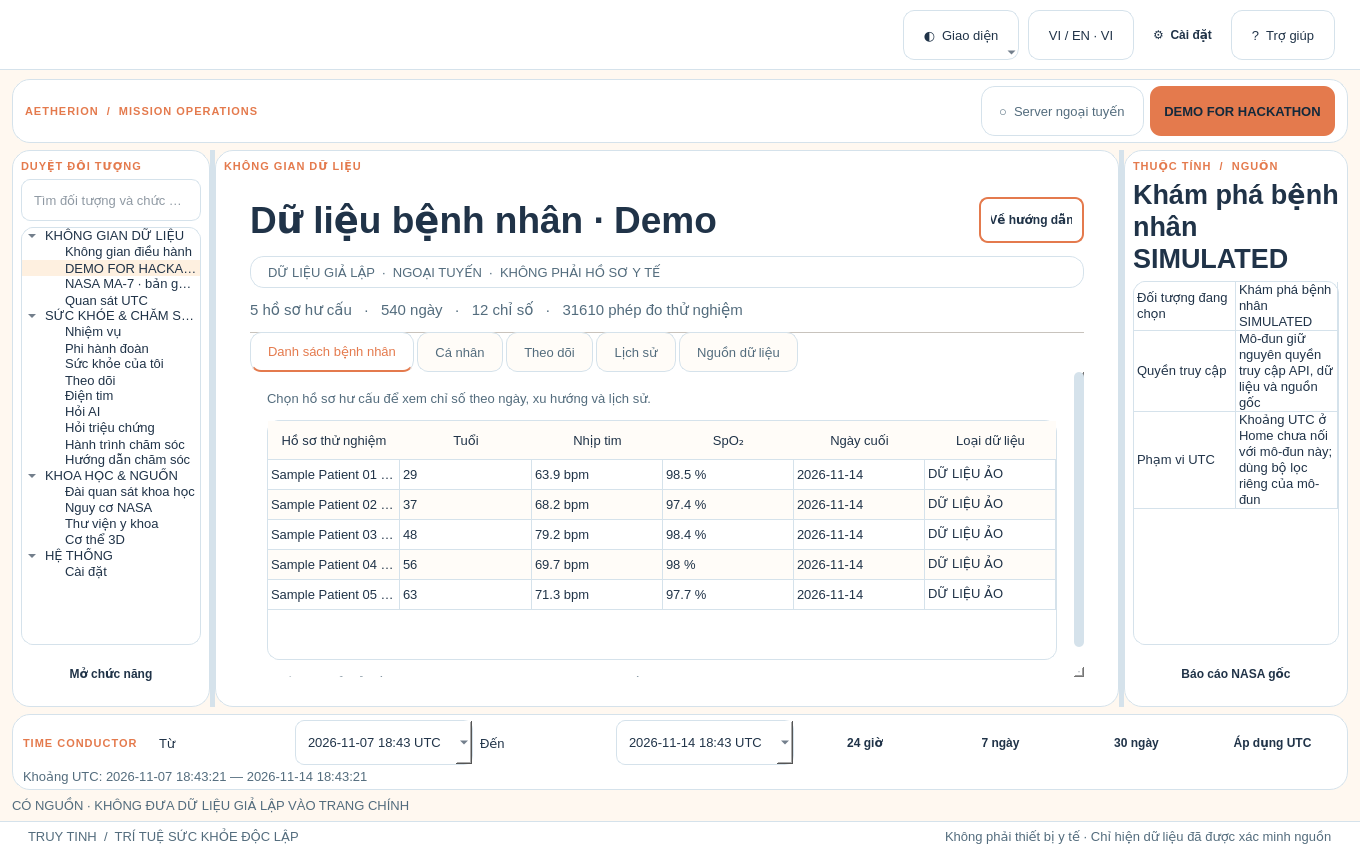 ◐ Giao diện
VI / EN · VI
⚙ Cài đặt
? Trợ giúp
AETHERION / MISSION OPERATIONS
○ Server ngoại tuyến
DEMO FOR HACKATHON
DUYỆT ĐỐI TƯỢNG
Tìm đối tượng và chức …
KHÔNG GIAN DỮ LIỆU
Không gian điều hành
DEMO FOR HACKA…
NASA MA-7 · bản g…
Quan sát UTC
SỨC KHỎE & CHĂM S…
Nhiệm vụ
Phi hành đoàn
Sức khỏe của tôi
Theo dõi
Điện tim
Hỏi AI
Hỏi triệu chứng
Hành trình chăm sóc
Hướng dẫn chăm sóc
KHOA HỌC & NGUỒN
Đài quan sát khoa học
Nguy cơ NASA
Thư viện y khoa
Cơ thể 3D
HỆ THỐNG
Cài đặt
Mở chức năng
KHÔNG GIAN DỮ LIỆU
Dữ liệu bệnh nhân · Demo
Về hướng dẫn
DỮ LIỆU GIẢ LẬP · NGOẠI TUYẾN · KHÔNG PHẢI HỒ SƠ Y TẾ
5 hồ sơ hư cấu · 540 ngày · 12 chỉ số · 31610 phép đo thử nghiệm
Danh sách bệnh nhân
Cá nhân
Theo dõi
Lịch sử
Nguồn dữ liệu
Chọn hồ sơ hư cấu để xem chỉ số theo ngày, xu hướng và lịch sử.
Hồ sơ thử nghiệm Tuổi Nhịp tim SpO₂ Ngày cuối Loại dữ liệu
Sample Patient 01 … 29 63.9 bpm 98.5 % 2026-11-14 DỮ LIỆU ẢO
Sample Patient 02 … 37 68.2 bpm 97.4 % 2026-11-14 DỮ LIỆU ẢO
Sample Patient 03 … 48 79.2 bpm 98.4 % 2026-11-14 DỮ LIỆU ẢO
Sample Patient 04 … 56 69.7 bpm 98 % 2026-11-14 DỮ LIỆU ẢO
Sample Patient 05 … 63 71.3 bpm 97.7 % 2026-11-14 DỮ LIỆU ẢO
THUỘC TÍNH / NGUỒN
Khám phá bệnh
nhân
SIMULATED
Đối tượng đang
chọn
Khám phá bệnh
nhân
SIMULATED
Quyền truy cập
Mô-đun giữ
nguyên quyền
truy cập API, dữ
liệu và nguồn
gốc
Phạm vi UTC
Khoảng UTC ở
Home chưa nối
với mô-đun này;
dùng bộ lọc
riêng của mô-
đun
Báo cáo NASA gốc
TIME CONDUCTOR
Từ
2026-11-07 18:43 UTC
Đến
2026-11-14 18:43 UTC
24 giờ
7 ngày
30 ngày
Áp dụng UTC
Khoảng UTC: 2026-11-07 18:43:21 — 2026-11-14 18:43:21
CÓ NGUỒN · KHÔNG ĐƯA DỮ LIỆU GIẢ LẬP VÀO TRANG CHÍNH
TRUY TINH / TRÍ TUỆ SỨC KHỎE ĐỘC LẬP
Không phải thiết bị y tế · Chỉ hiện dữ liệu đã được xác minh nguồn